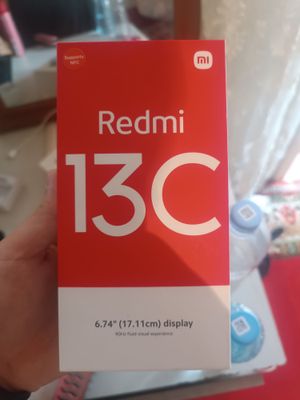 Supports
NFC
mi
Redmi
13C
6.74" (17.11cm) display
90Hz fluid visual experience